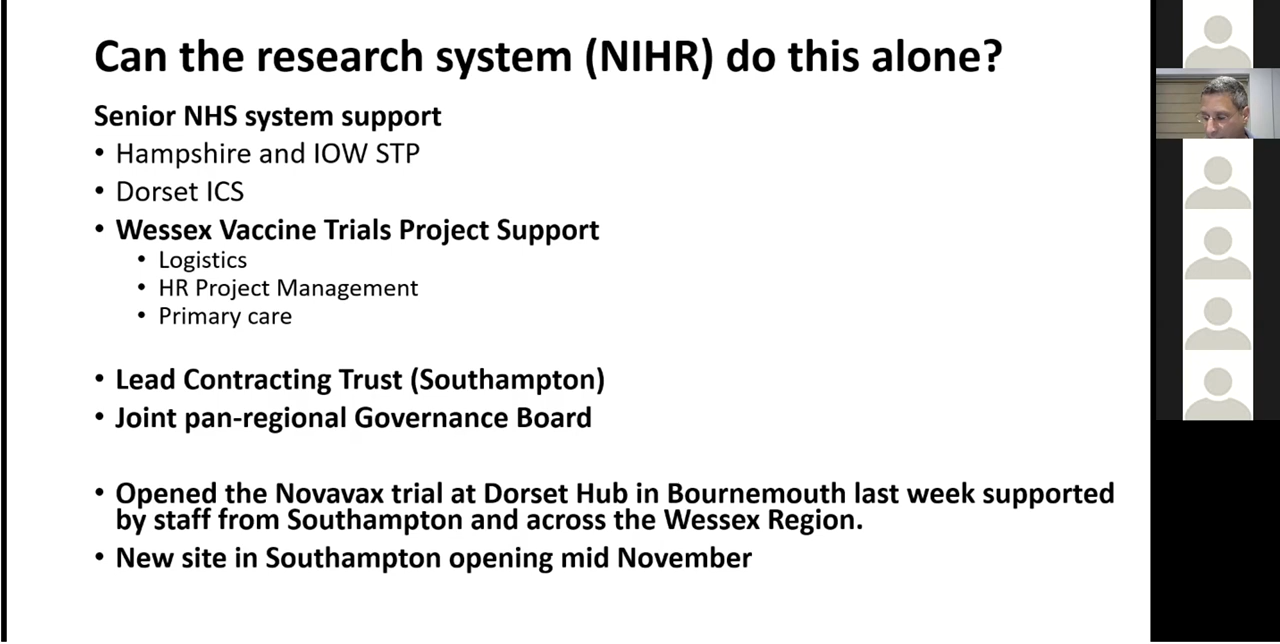 Can the research system (NIHR) do this alone?
Senior NHS system support
• Hampshire and IOW STP
• Dorset ICS
• Wessex Vaccine Trials Project Support
• Logistics
• HR Project Management
• Primary care
• Lead Contracting Trust (Southampton)
• Joint pan-regional Governance Board
• Opened the Novavax trial at Dorset Hub in Bournemouth last week supported
by staff from Southampton and across the Wessex Region.
• New site in Southampton opening mid November